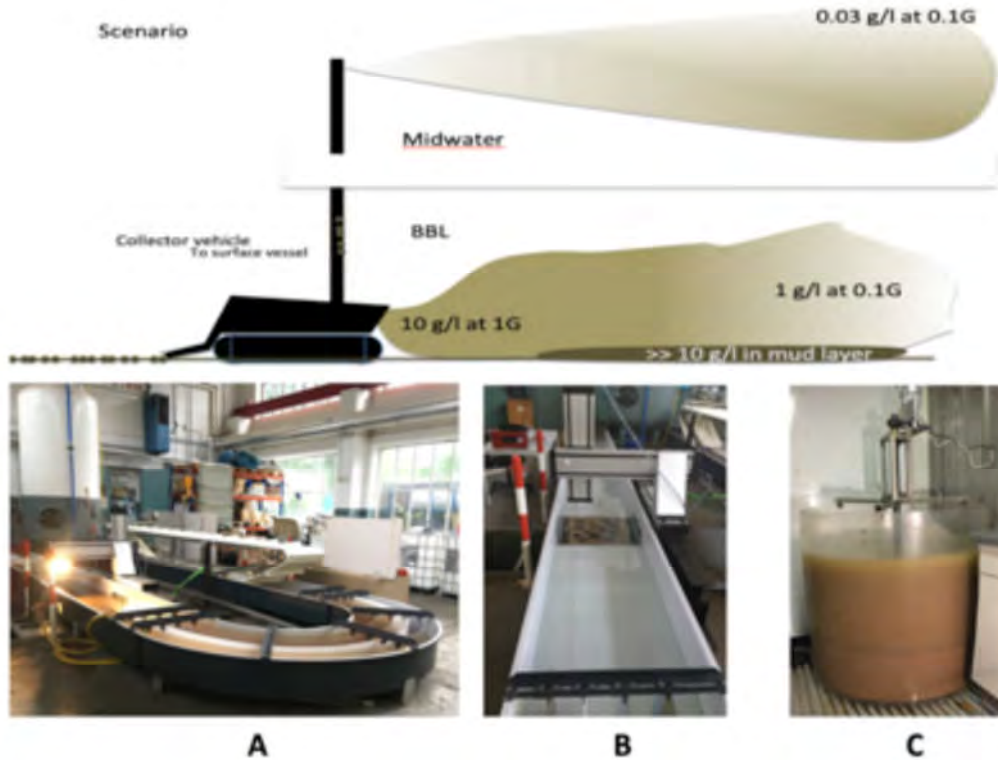 Scenario
0.03 g/l at 0.1G
Midwater
Collector vehicle
To surface vessel
BBL
1 g/l at 0.1G
10 g/l at 1G
>> 10 g/l in mud layer
A
B
C